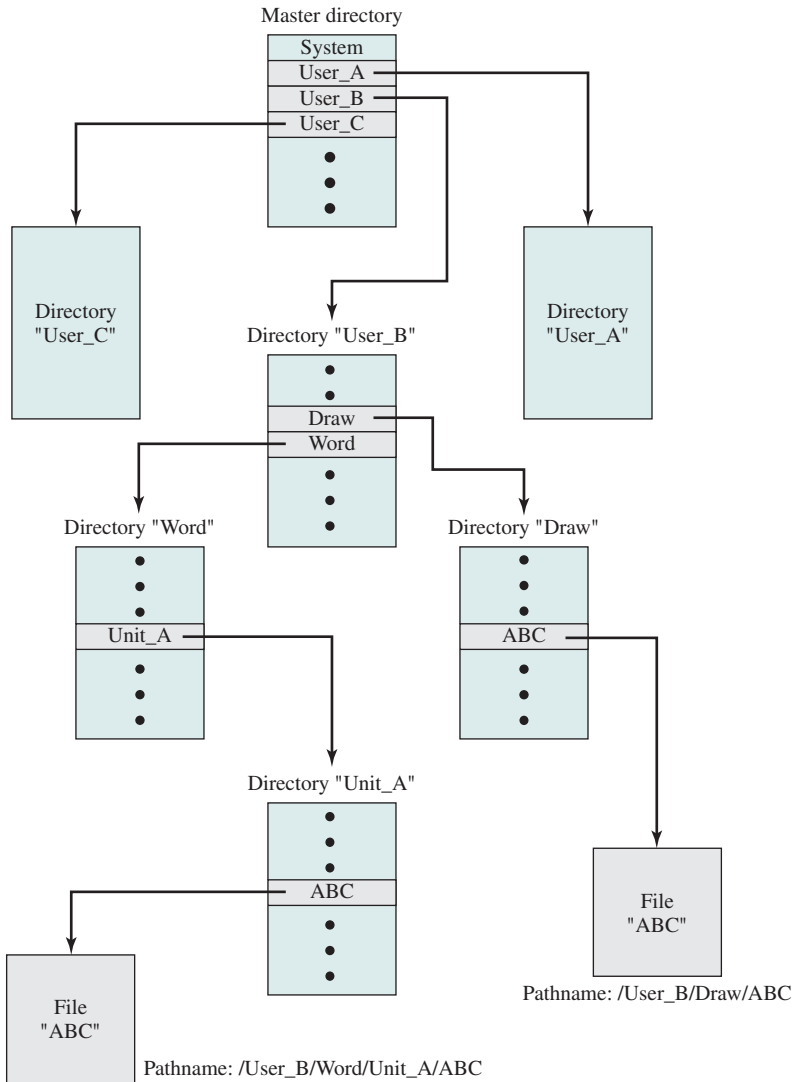 Master directory
System
User_A
User_B
User_C
Directory
"User_C"
Directory
"User_A"
Directory "User_B"
Draw
Word
Directory "Word"
Directory "Draw"
Unit_A
ABC
Directory "Unit_A"
ABC
File
"ABC"
Pathname: /User_B/Draw/ABC
File
"ABC"
Pathname: /User_B/Word/Unit_A/ABC